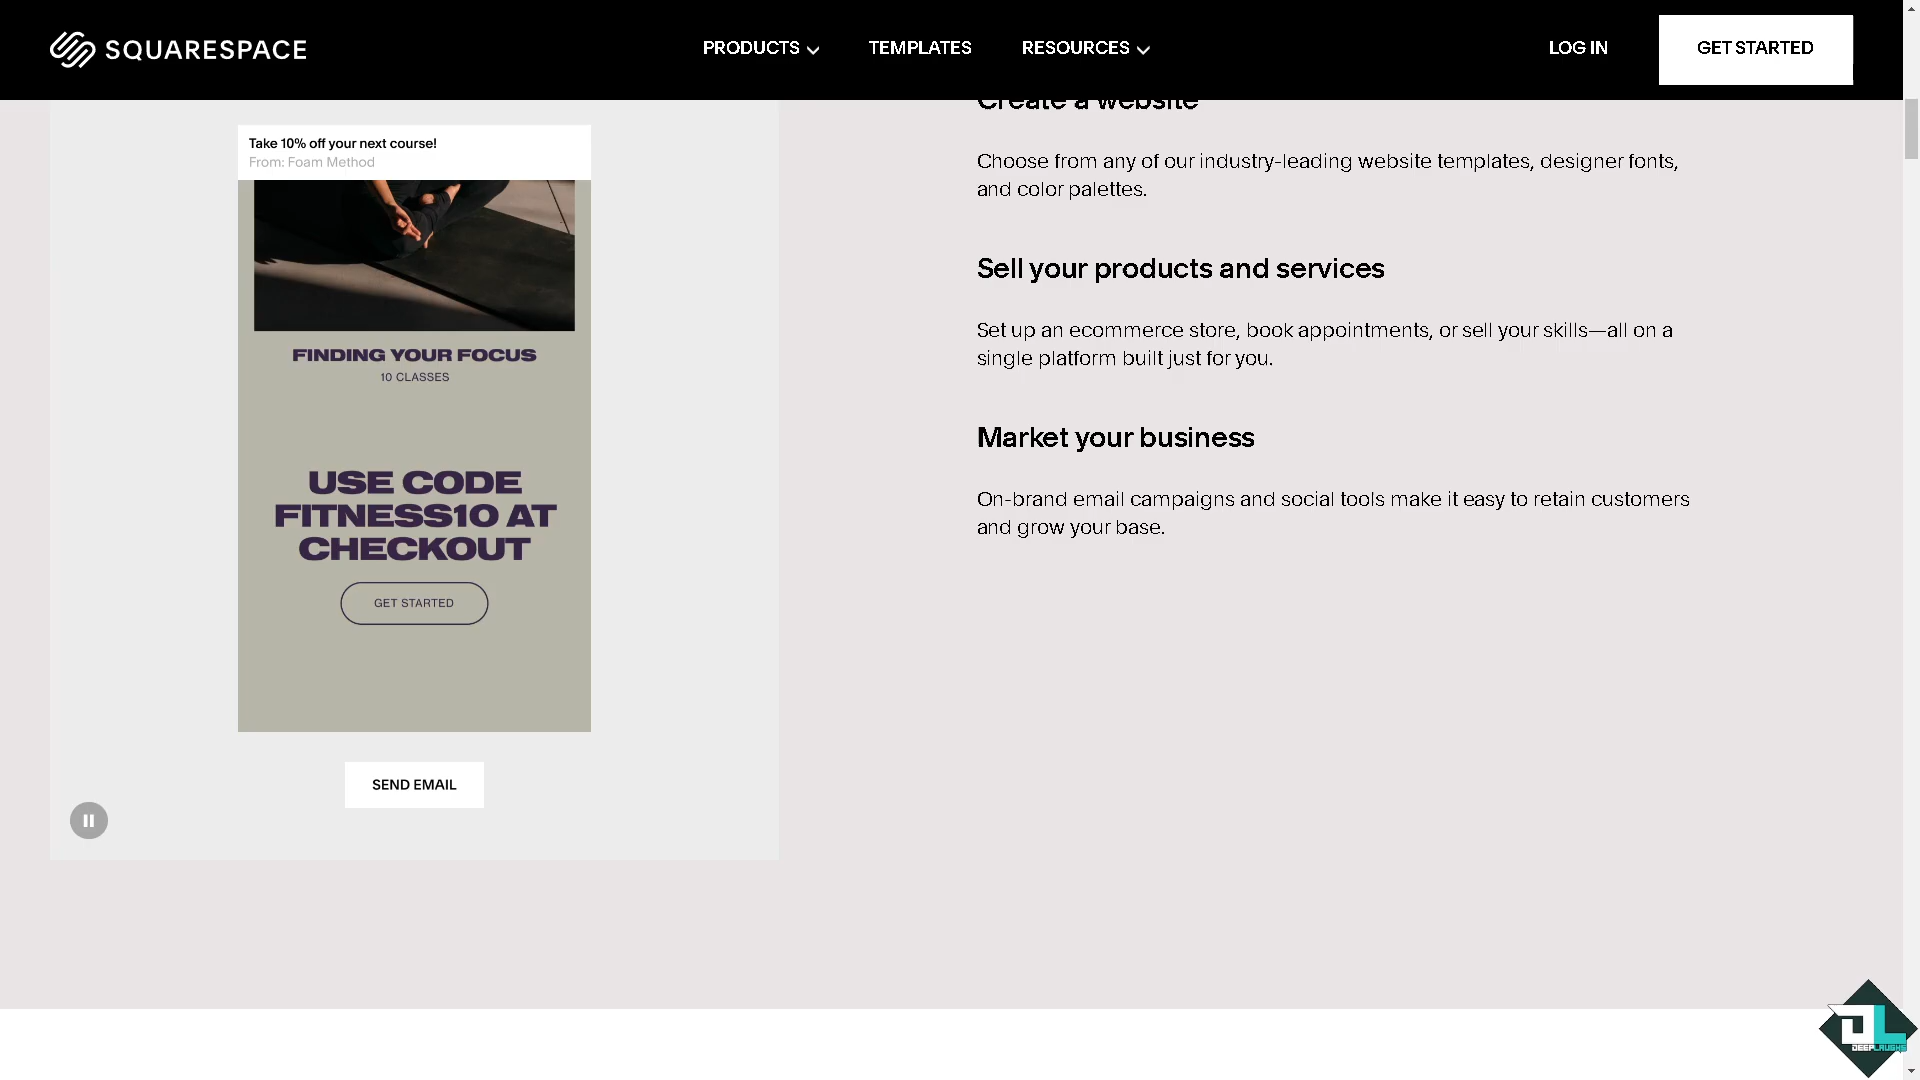 SQUARESPACE
PRODUCTS
TEMPLATES
RESOURCES
LOG IN
GET STARTED
Take 10% off your next course!
From: Foam Method
FINDING YOUR FOCUS
10 CLASSES
USE CODE
FITNESS10 AT
CHECKOUT
GET STARTED
SEND EMAIL
Create a website
Choose from any of our industry-leading website templates, designer fonts,
and color palettes.
Sell your products and services
Set up an ecommerce store, book appointments, or sell your skills—all on a
single platform built just for you.
Market your business
On-brand email campaigns and social tools make it easy to retain customers
and grow your base.
DL
DEEPLAUGHS